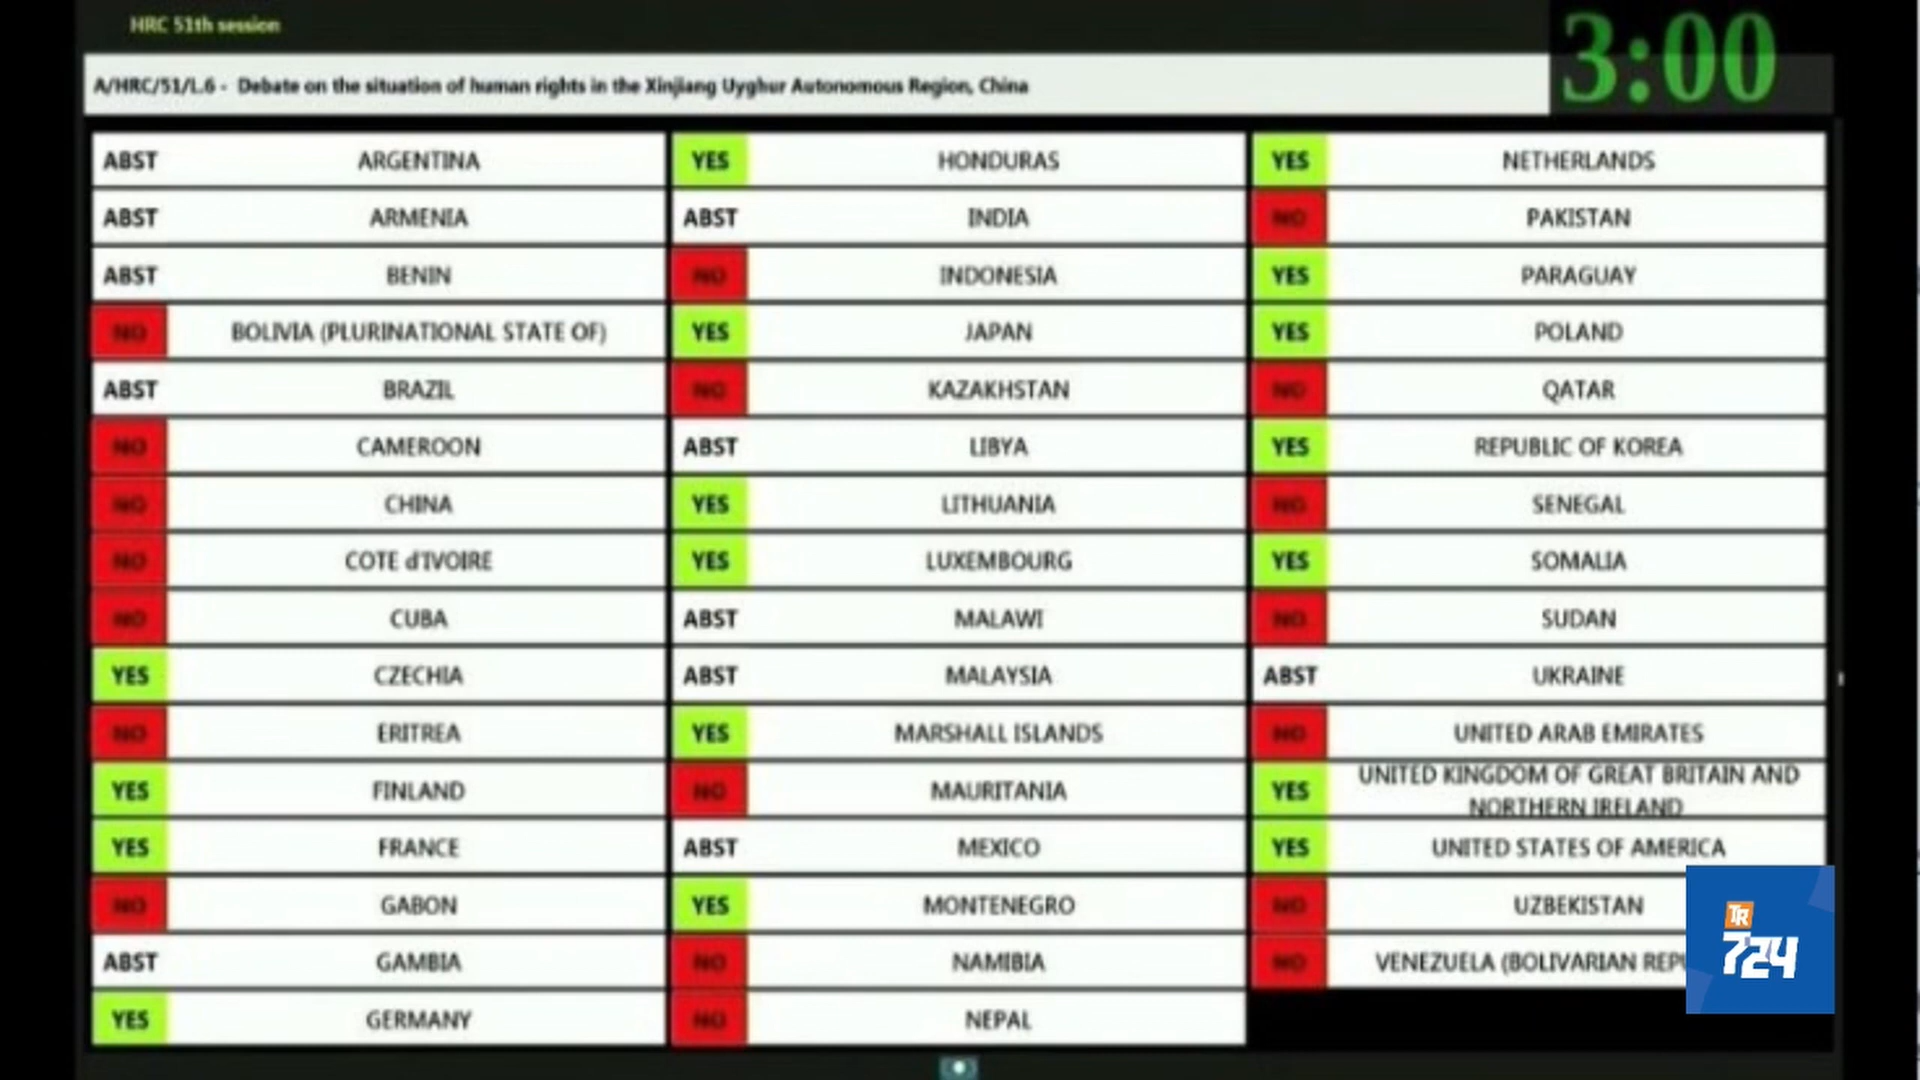 HRC 51th session
3:00
A/HRC/51/L.6 - Debate on the situation of human rights in the Xinjiang Uyghur Autonomous Region, China
ABST ARGENTINA
ABST ARMENIA
ABST BENIN
NO BOLIVIA (PLURINATIONAL STATE OF)
ABST BRAZIL
NO CAMEROON
NO CHINA
NO COTE d'IVOIRE
NO CUBA
YES CZECHIA
NO ERITREA
YES FINLAND
YES FRANCE
NO GABON
ABST GAMBIA
YES GERMANY
YES HONDURAS
ABST INDIA
NO INDONESIA
YES JAPAN
NO KAZAKHSTAN
ABST LIBYA
YES LITHUANIA
YES LUXEMBOURG
ABST MALAWI
ABST MALAYSIA
YES MARSHALL ISLANDS
NO MAURITANIA
ABST MEXICO
YES MONTENEGRO
NO NAMIBIA
NO NEPAL
YES NETHERLANDS
NO PAKISTAN
YES PARAGUAY
YES POLAND
NO QATAR
YES REPUBLIC OF KOREA
NO SENEGAL
YES SOMALIA
NO SUDAN
ABST UKRAINE
NO UNITED ARAB EMIRATES
YES UNITED KINGDOM OF GREAT BRITAIN AND
NORTHERN IRELAND
YES UNITED STATES OF AMERICA
NO UZBEKISTAN
NO VENEZUELA (BOLIVARIAN REP
TR
724